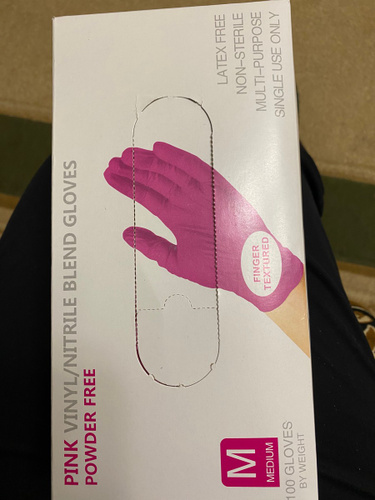 PINK VINYL/NITRILE BLEND GLOVES
POWDER FREE
LATEX FREE
NON-STERILE
MULTI-PURPOSE
SINGLE USE ONLY
FINGER
TEXTURED
M
MEDIUM
100 GLOVES
BY WEIGHT